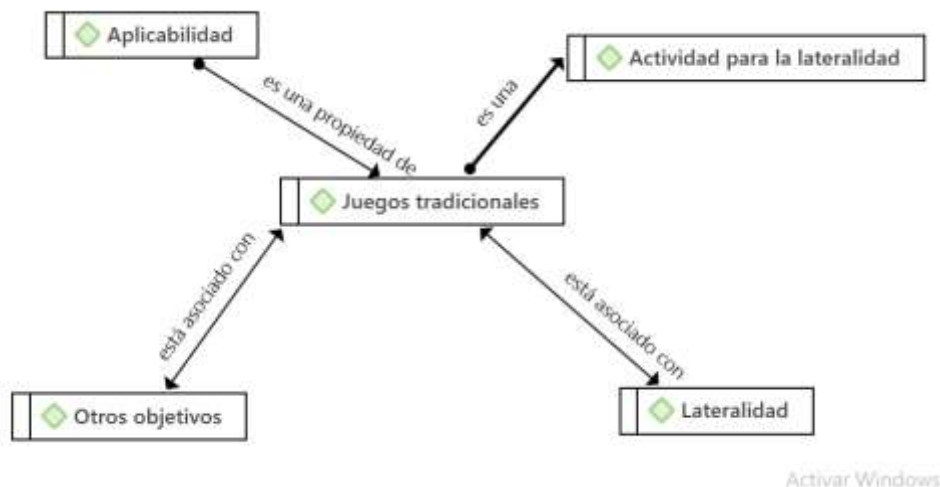 Aplicabilidad
Actividad para la lateralidad
es una propiedad de
es una
Juegos tradicionales
está asociado con
está asociado con
Otros objetivos
Lateralidad
Activar Windows